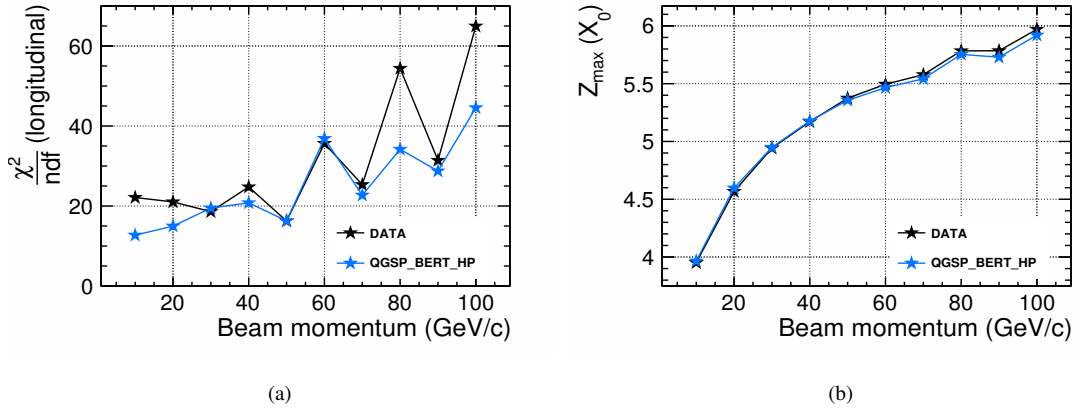 χ²/ndf (longitudinal)
60
40
20
0
DATA
QGSP_BERT_HP
20 40 60 80 100
Beam momentum (GeV/c)
(a)
Z_max (X_0)
6
5.5
5
4.5
4
DATA
QGSP_BERT_HP
20 40 60 80 100
Beam momentum (GeV/c)
(b)